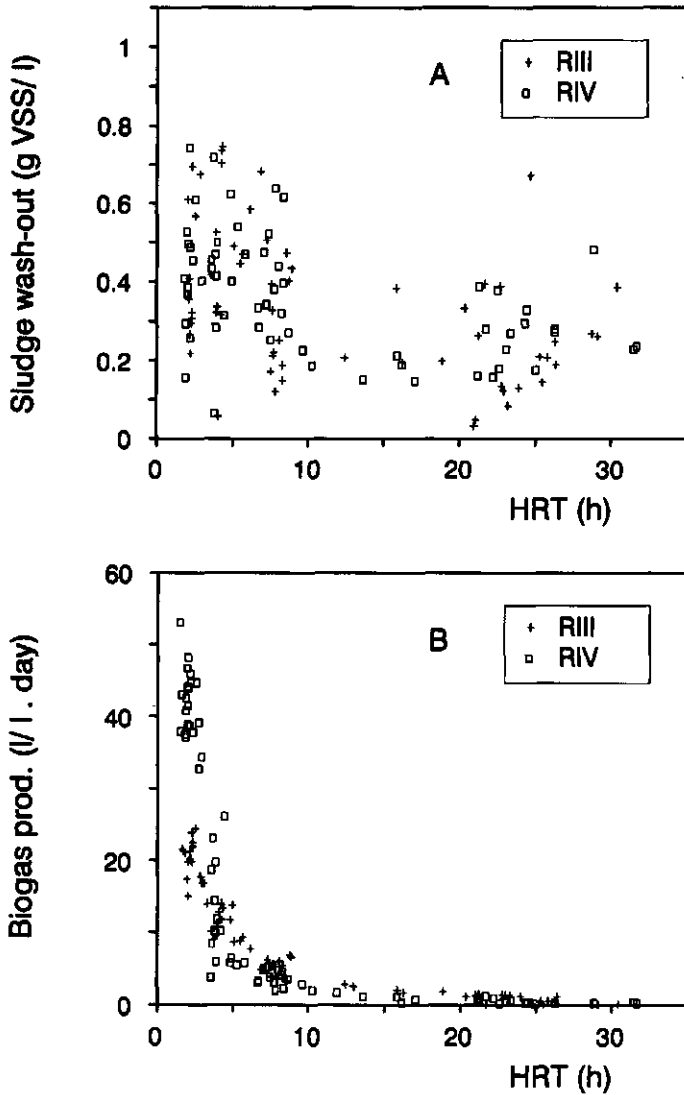 Sludge wash-out (g VSS/ l)
1
0.8
0.6
0.4
0.2
0
A
+ RIII
□ RIV
0 10 20 30
HRT (h)
Biogas prod. (l/ l . day)
60
40
20
0
B
+ RIII
□ RIV
0 10 20 30
HRT (h)